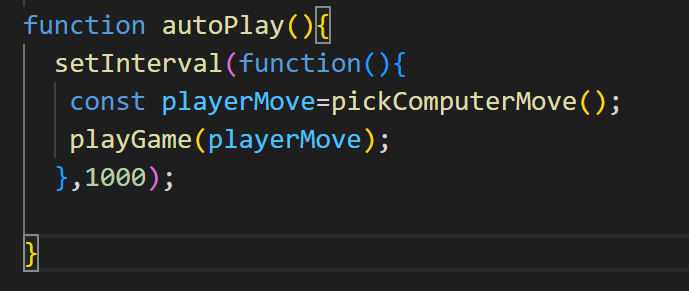 function autoPlay(){
  setInterval(function(){
   const playerMove=pickComputerMove();
   playGame(playerMove);
  },1000);
}